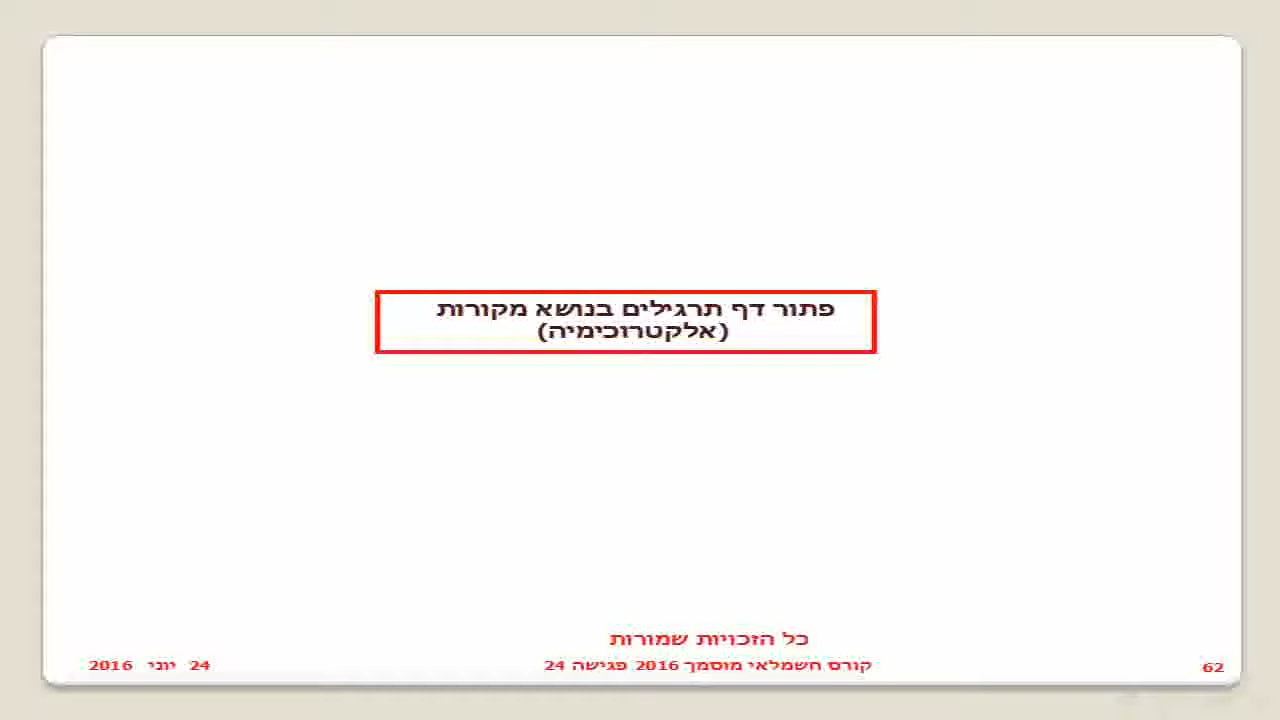 פתור דף תרגילים בנושא מקורות
(אלקטרוכימיה)
כל הזכויות שמורות
24 יוני 2016
קורס חשמלאי מוסמך 2016 פגישה 24
62